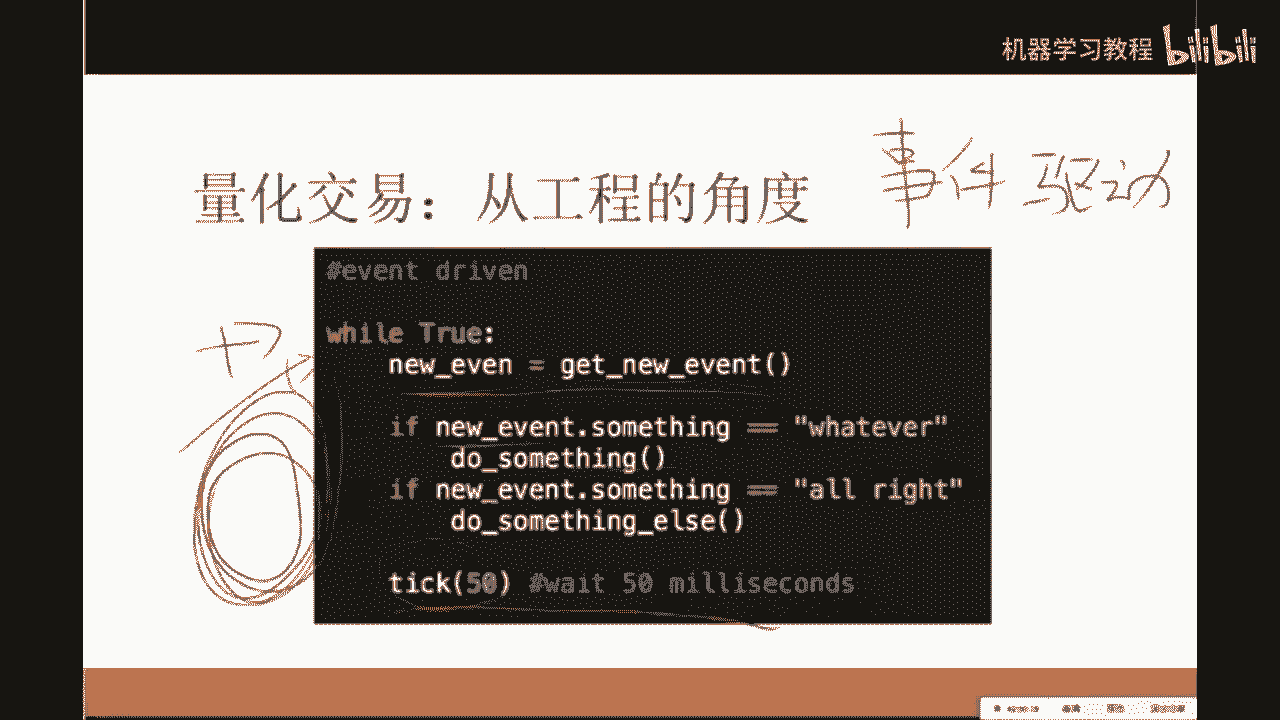 机器学习教程 bilibili
事件驱动
量化交易：从工程的角度
#event driven
while True:
new_even = get_new_event()
if new_event.something == "whatever"
do_something()
if new_event.something == "all right"
do_something_else()
tick(50) #wait 50 milliseconds